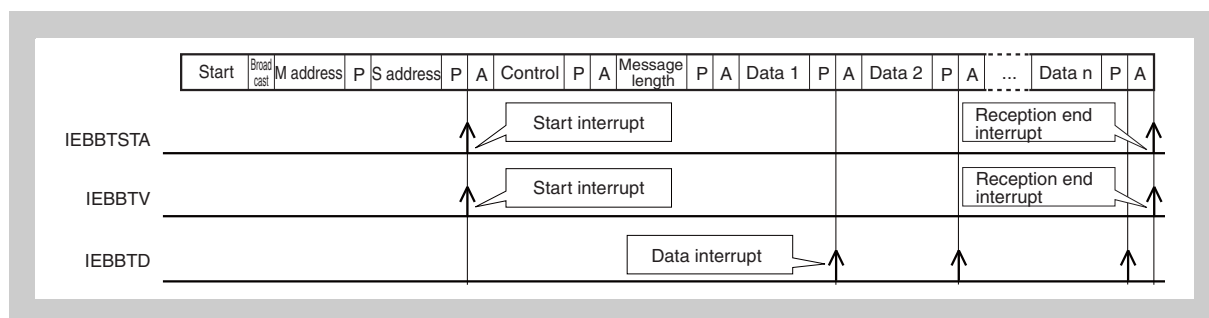 Start Broad cast M address P S address P A Control P A Message length P A Data 1 P A Data 2 P A ... Data n P A
IEBBTSTA
Start interrupt
Reception end
interrupt
IEBBTV
Start interrupt
Reception end
interrupt
IEBBTD
Data interrupt